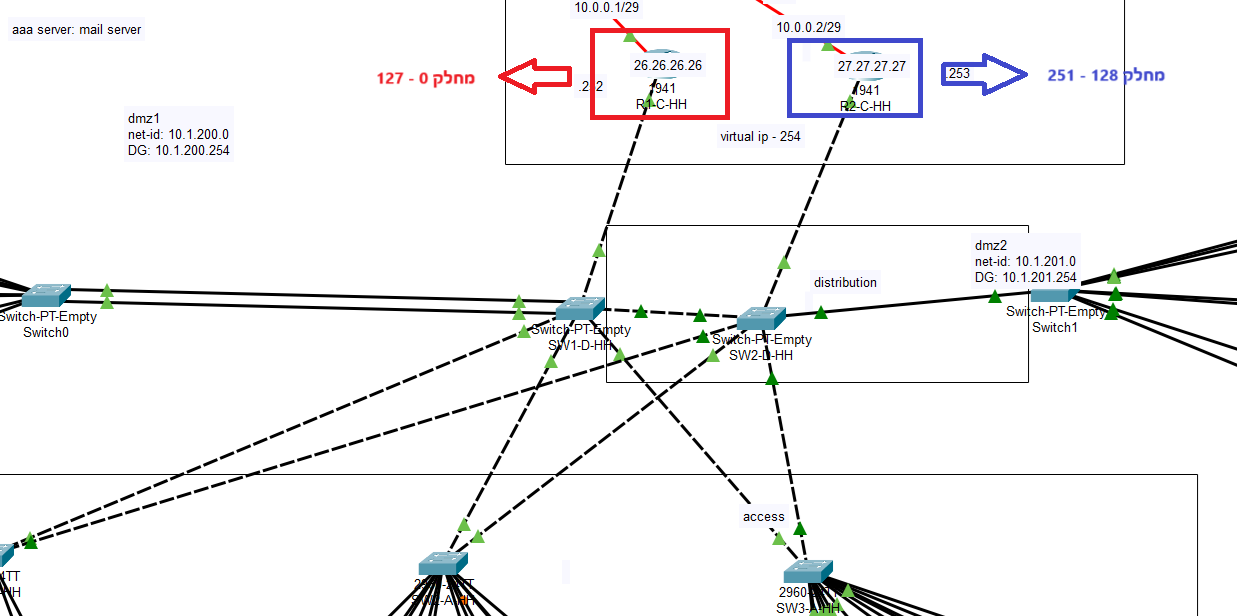 10.0.0.1/29
aaa server: mail server
10.0.0.2/29
26.26.26.26
27.27.27.27
מחלק 0 - 127
.253
מחלק 128 - 251
1941
R1-C-HH
1941
R2-C-HH
dmz1
net-id: 10.1.200.0
DG: 10.1.200.254
virtual ip - 254
dmz2
net-id: 10.1.201.0
DG: 10.1.201.254
distribution
Switch-PT-Empty
Switch0
Switch-PT-Empty
SW1-D-HH
Switch-PT-Empty
SW2-D-HH
Switch-PT-Empty
Switch1
access
SW3-A-HH